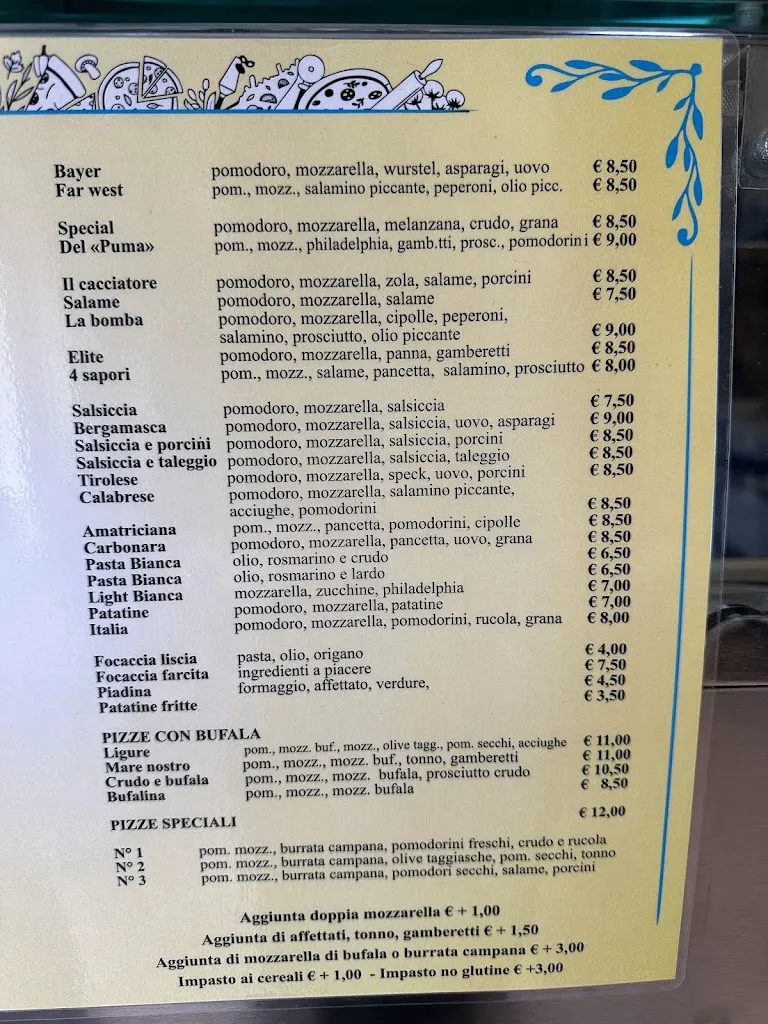 Bayer pomodoro, mozzarella, wurstel, asparagi, uovo € 8,50
Far west pom., mozz., salamino piccante, peperoni, olio picc. € 8,50
Special pomodoro, mozzarella, melanzana, crudo, grana € 8,50
Del «Puma» pom., mozz., philadelphia, gamb.tti, prosc., pomodorini € 9,00
Il cacciatore pomodoro, mozzarella, zola, salame, porcini € 8,50
Salame pomodoro, mozzarella, salame € 7,50
La bomba pomodoro, mozzarella, cipolle, peperoni,
salamino, prosciutto, olio piccante € 9,00
Elite pomodoro, mozzarella, panna, gamberetti € 8,50
4 sapori pom., mozz., salame, pancetta, salamino, prosciutto € 8,00
Salsiccia pomodoro, mozzarella, salsiccia € 7,50
Bergamasca pomodoro, mozzarella, salsiccia, uovo, asparagi € 9,00
Salsiccia e porcini pomodoro, mozzarella, salsiccia, porcini € 8,50
Salsiccia e taleggio pomodoro, mozzarella, salsiccia, taleggio € 8,50
Tirolese pomodoro, mozzarella, speck, uovo, porcini € 8,50
Calabrese pomodoro, mozzarella, salamino piccante,
acciughe, pomodorini € 8,50
Amatriciana pom., mozz., pancetta, pomodorini, cipolle € 8,50
Carbonara pomodoro, mozzarella, pancetta, uovo, grana € 8,50
Pasta Bianca olio, rosmarino e crudo € 6,50
Pasta Bianca olio, rosmarino e lardo € 6,50
Light Bianca mozzarella, zucchine, philadelphia € 7,00
Patatine pomodoro, mozzarella, patatine € 7,00
Italia pomodoro, mozzarella, pomodorini, rucola, grana € 8,00
Focaccia liscia pasta, olio, origano € 4,00
Focaccia farcita ingredienti a piacere € 7,50
Piadina formaggio, affettato, verdure, € 4,50
Patatine fritte € 3,50
PIZZE CON BUFALA
Ligure pom., mozz. buf., mozz., olive tagg., pom. secchi, acciughe € 11,00
Mare nostro pom., mozz., mozz. buf., tonno, gamberetti € 11,00
Crudo e bufala pom., mozz., mozz. bufala, prosciutto crudo € 10,50
Bufalina pom., mozz., mozz. bufala € 8,50
PIZZE SPECIALI € 12,00
N° 1 pom. mozz., burrata campana, pomodorini freschi, crudo e rucola
N° 2 pom. mozz., burrata campana, olive taggiasche, pom. secchi, tonno
N° 3 pom. mozz., burrata campana, pomodori secchi, salame, porcini
Aggiunta doppia mozzarella € + 1,00
Aggiunta di affettati, tonno, gamberetti € + 1,50
Aggiunta di mozzarella di bufala o burrata campana € + 3,00
Impasto ai cereali € + 1,00 - Impasto no glutine € +3,00